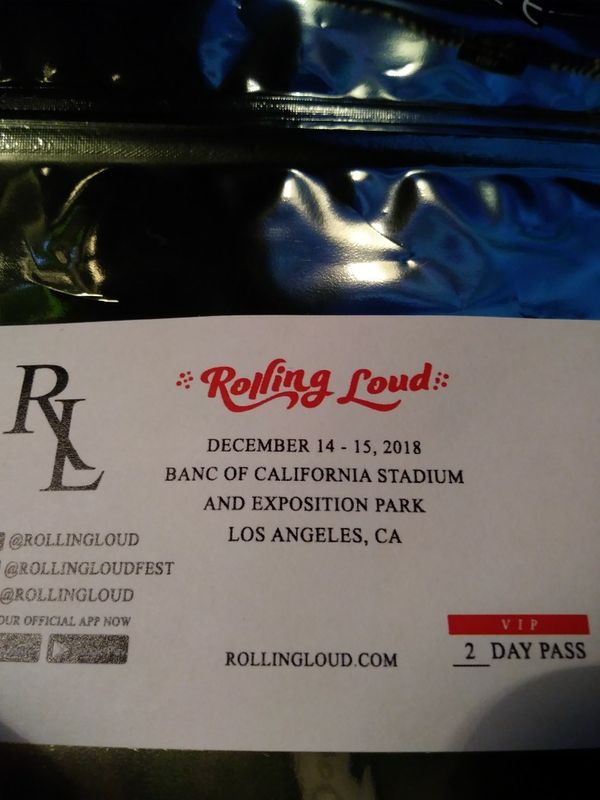 RL
Rolling Loud
DECEMBER 14 - 15, 2018
BANC OF CALIFORNIA STADIUM
AND EXPOSITION PARK
LOS ANGELES, CA
@ROLLINGLOUD
@ROLLINGLOUDFEST
@ROLLINGLOUD
OUR OFFICIAL APP NOW
ROLLINGLOUD.COM
VIP
2 DAY PASS